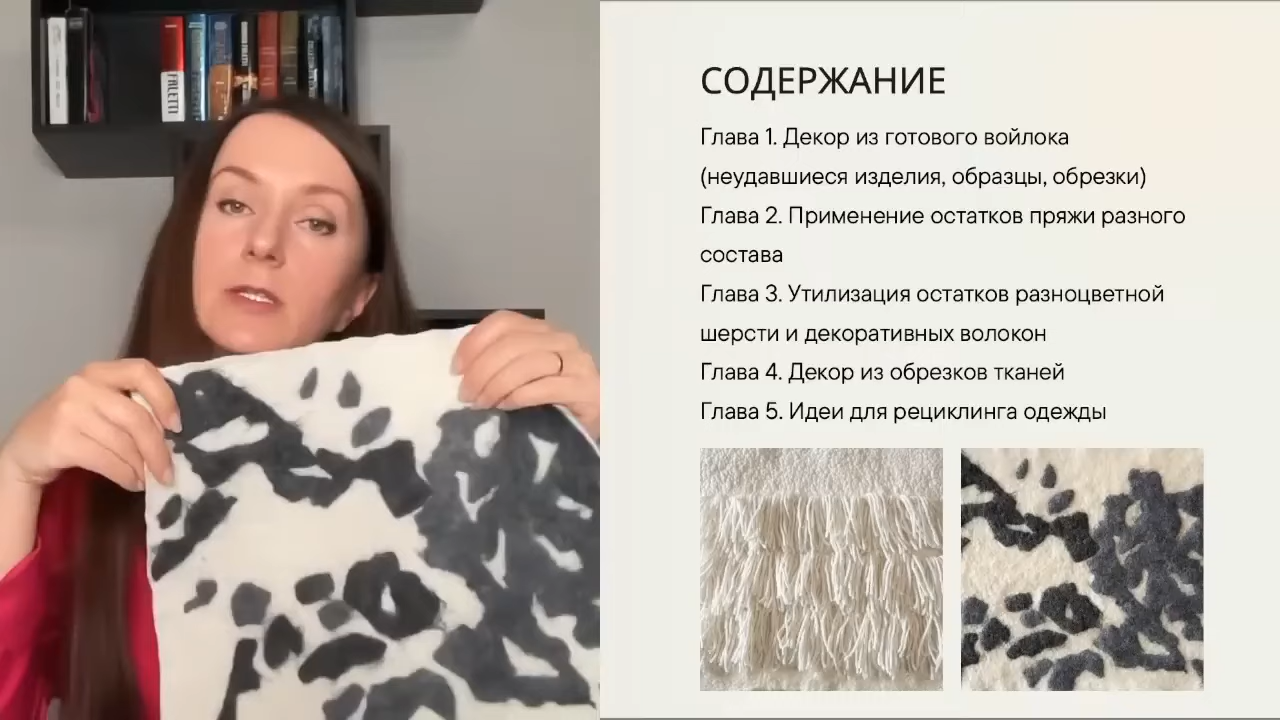 FALETTI
СОДЕРЖАНИЕ
Глава 1. Декор из готового войлока
(неудавшиеся изделия, образцы, обрезки)
Глава 2. Применение остатков пряжи разного
состава
Глава 3. Утилизация остатков разноцветной
шерсти и декоративных волокон
Глава 4. Декор из обрезков тканей
Глава 5. Идеи для рециклинга одежды